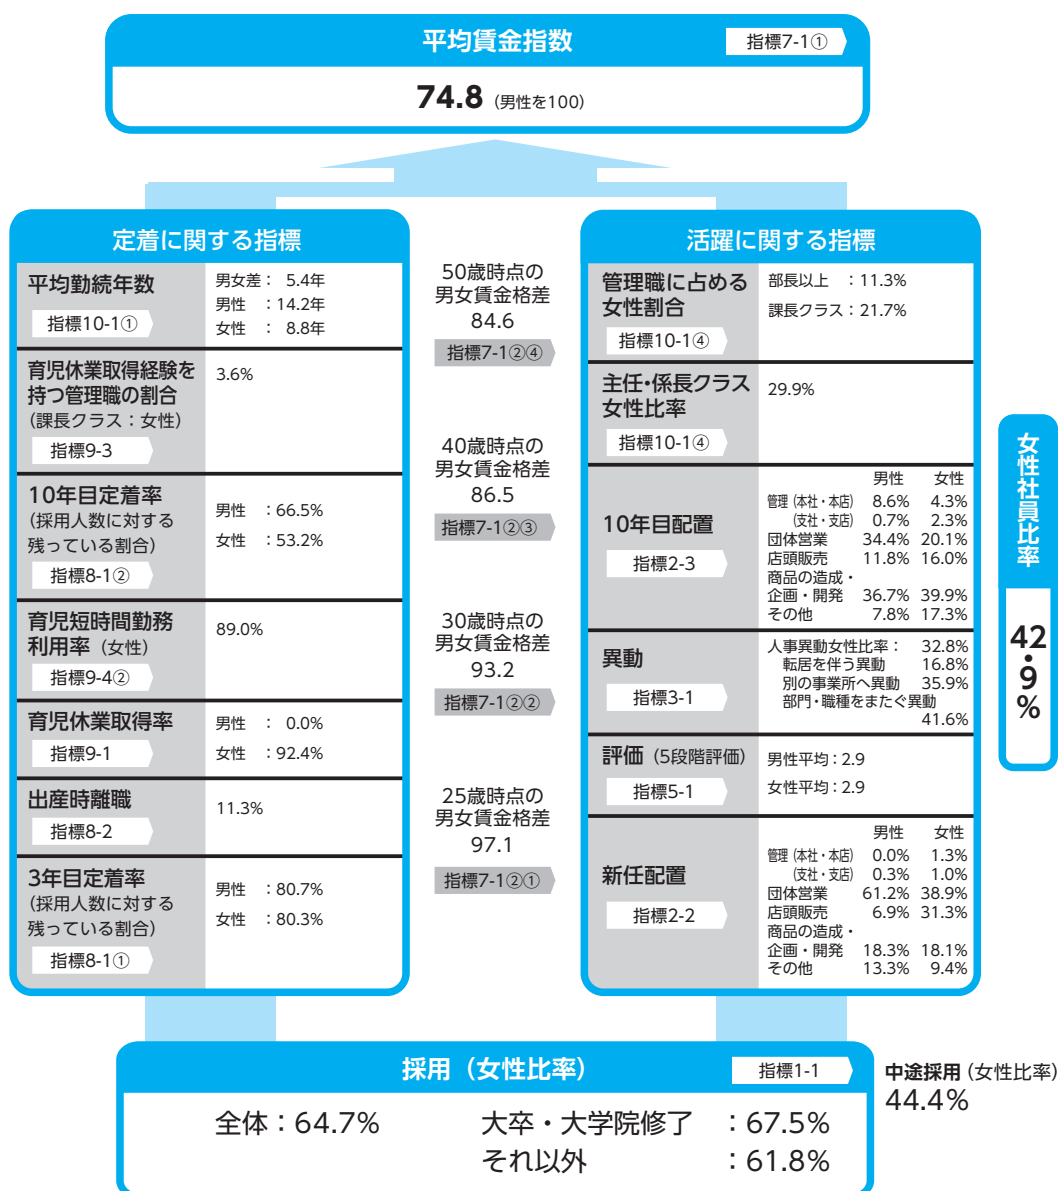 平均賃金指数
指標7-1①
74.8（男性を100）
定着に関する指標
平均勤続年数
指標10-1①
男女差： 5.4年
男性 ：14.2年
女性 ： 8.8年
育児休業取得経験を
持つ管理職の割合
（課長クラス：女性）
指標9-3
3.6%
10年目定着率
（採用人数に対する
残っている割合）
指標8-1②
男性 ：66.5%
女性 ：53.2%
育児短時間勤務
利用率（女性）
指標9-4②
89.0%
育児休業取得率
指標9-1
男性 ： 0.0%
女性 ：92.4%
出産時離職
指標8-2
11.3%
3年目定着率
（採用人数に対する
残っている割合）
指標8-1①
男性 ：80.7%
女性 ：80.3%
50歳時点の
男女賃金格差
84.6
指標7-1②④
40歳時点の
男女賃金格差
86.5
指標7-1②③
30歳時点の
男女賃金格差
93.2
指標7-1②②
25歳時点の
男女賃金格差
97.1
指標7-1②①
活躍に関する指標
管理職に占める
女性割合
指標10-1④
部長以上 ：11.3%
課長クラス：21.7%
主任・係長クラス
女性比率
指標10-1④
29.9%
10年目配置
指標2-3
男性 女性
管理（本社・本店） 8.6% 4.3%
（支社・支店） 0.7% 2.3%
団体営業 34.4% 20.1%
店頭販売 11.8% 16.0%
商品の造成・
企画・開発 36.7% 39.9%
その他 7.8% 17.3%
異動
指標3-1
人事異動女性比率： 32.8%
転居を伴う異動 16.8%
別の事業所へ異動 35.9%
部門・職種をまたぐ異動
41.6%
評価（5段階評価）
指標5-1
男性平均：2.9
女性平均：2.9
新任配置
指標2-2
男性 女性
管理（本社・本店） 0.0% 1.3%
（支社・支店） 0.3% 1.0%
団体営業 61.2% 38.9%
店頭販売 6.9% 31.3%
商品の造成・
企画・開発 18.3% 18.1%
その他 13.3% 9.4%
女性社員比率
42・9%
採用（女性比率）
指標1-1
全体：64.7%
大卒・大学院修了 ：67.5%
それ以外 ：61.8%
中途採用（女性比率）
44.4%